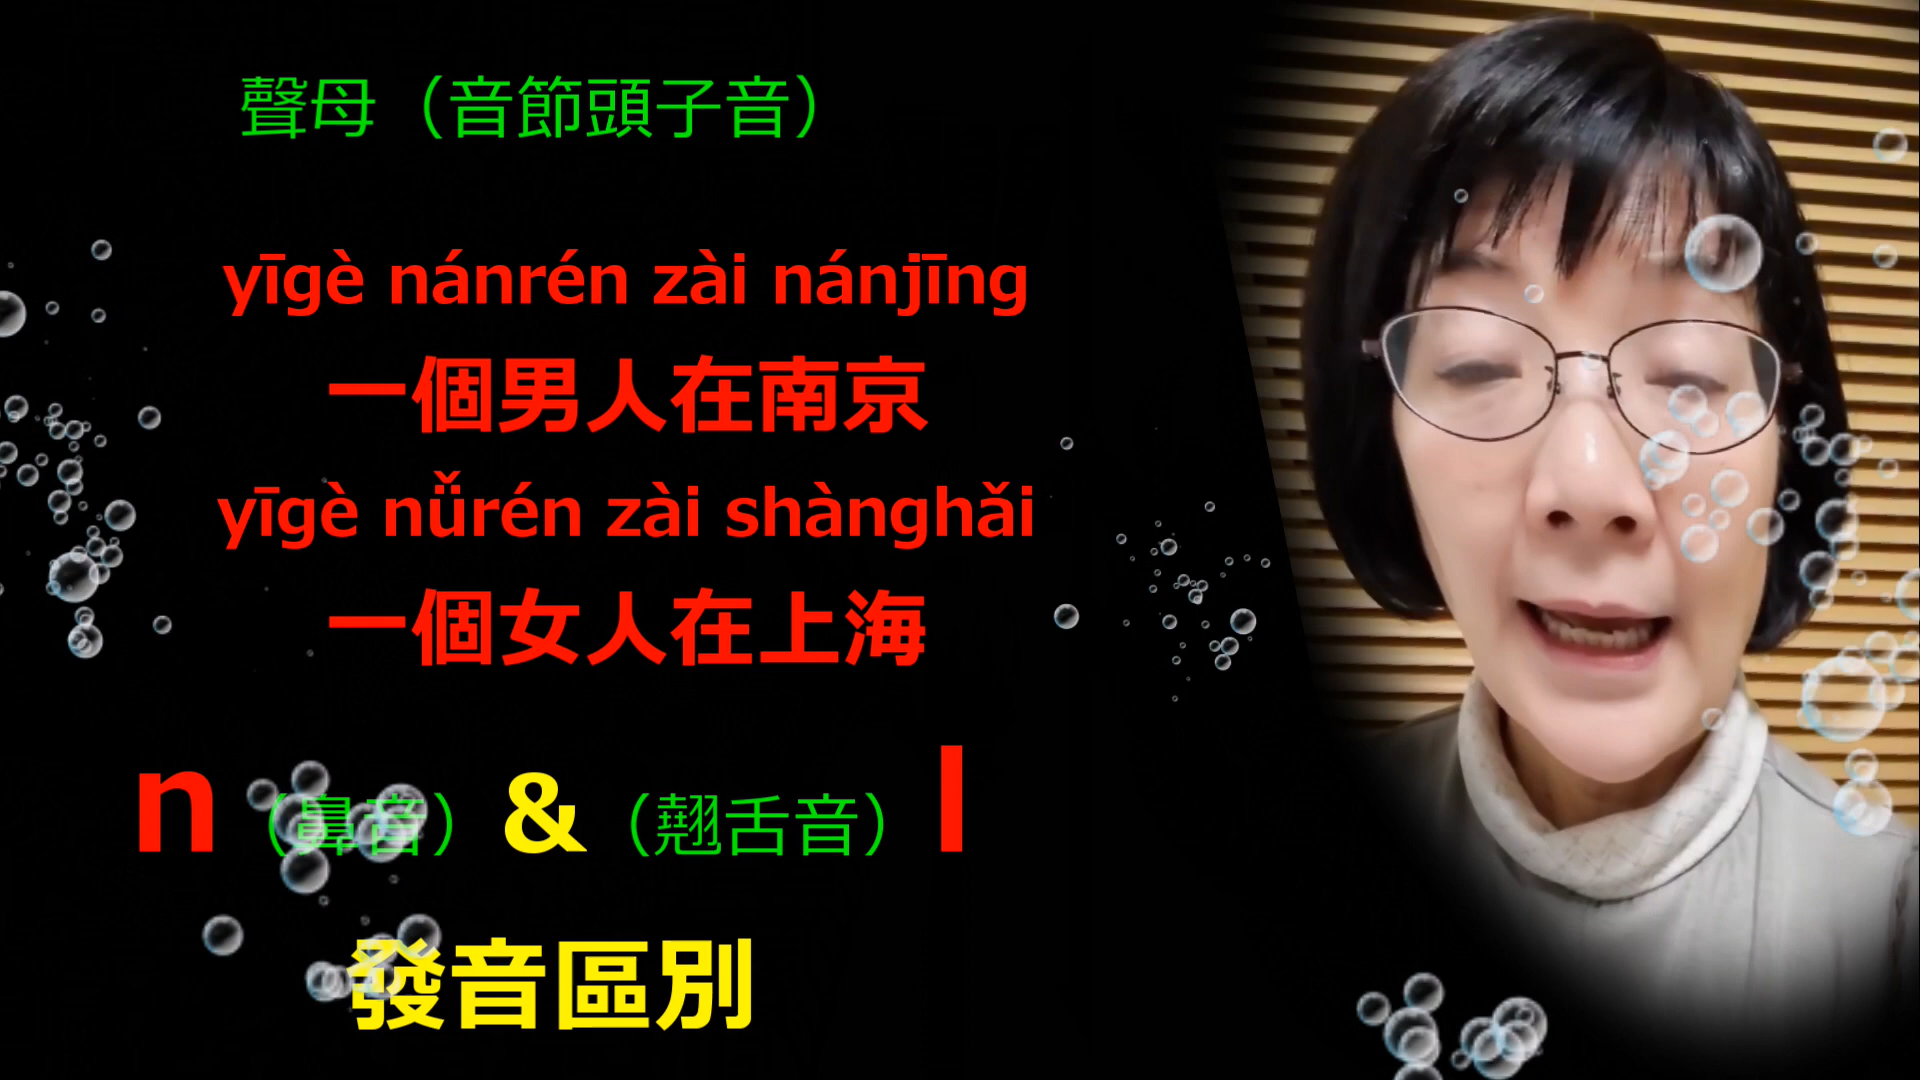 聲母（音節頭子音）
yīgè nánrén zài nánjīng
一個男人在南京
yīgè nǚrén zài shànghǎi
一個女人在上海
n（鼻音）&（翹舌音）l
發音區別